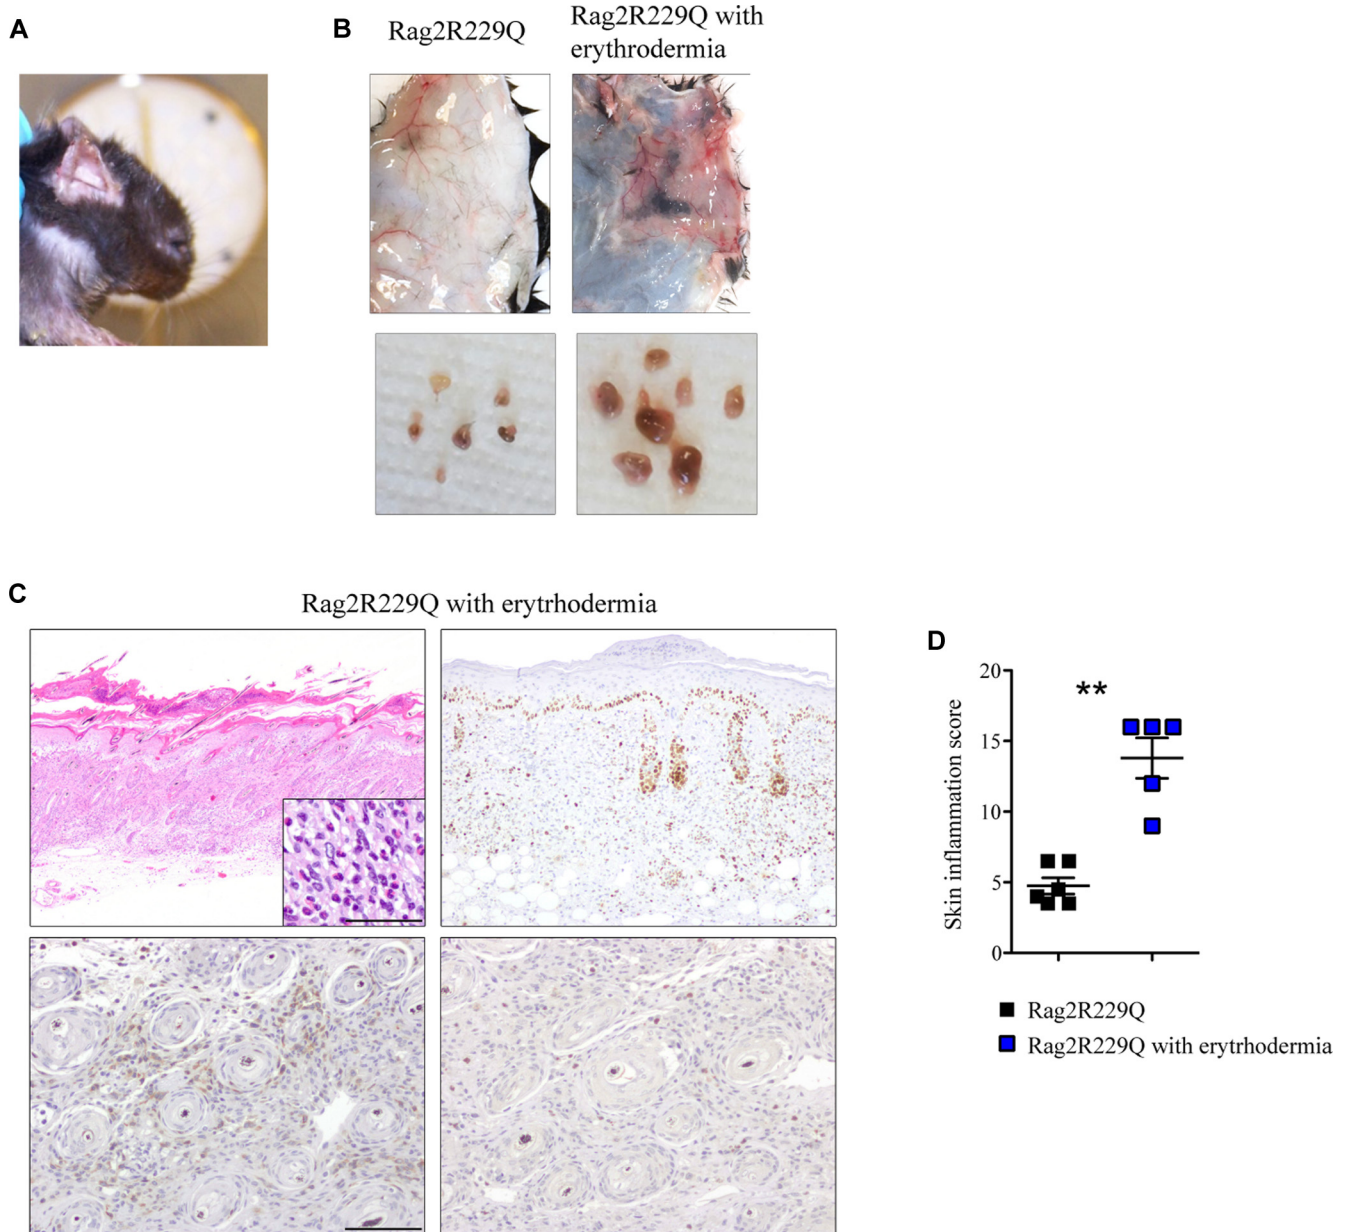 A
B
Rag2R229Q
Rag2R229Q with
erythrodermia
C
Rag2R229Q with erytrhodermia
D
20
**
15
10
5
0
Skin inflammation score
Rag2R229Q
Rag2R229Q with erytrhodermia